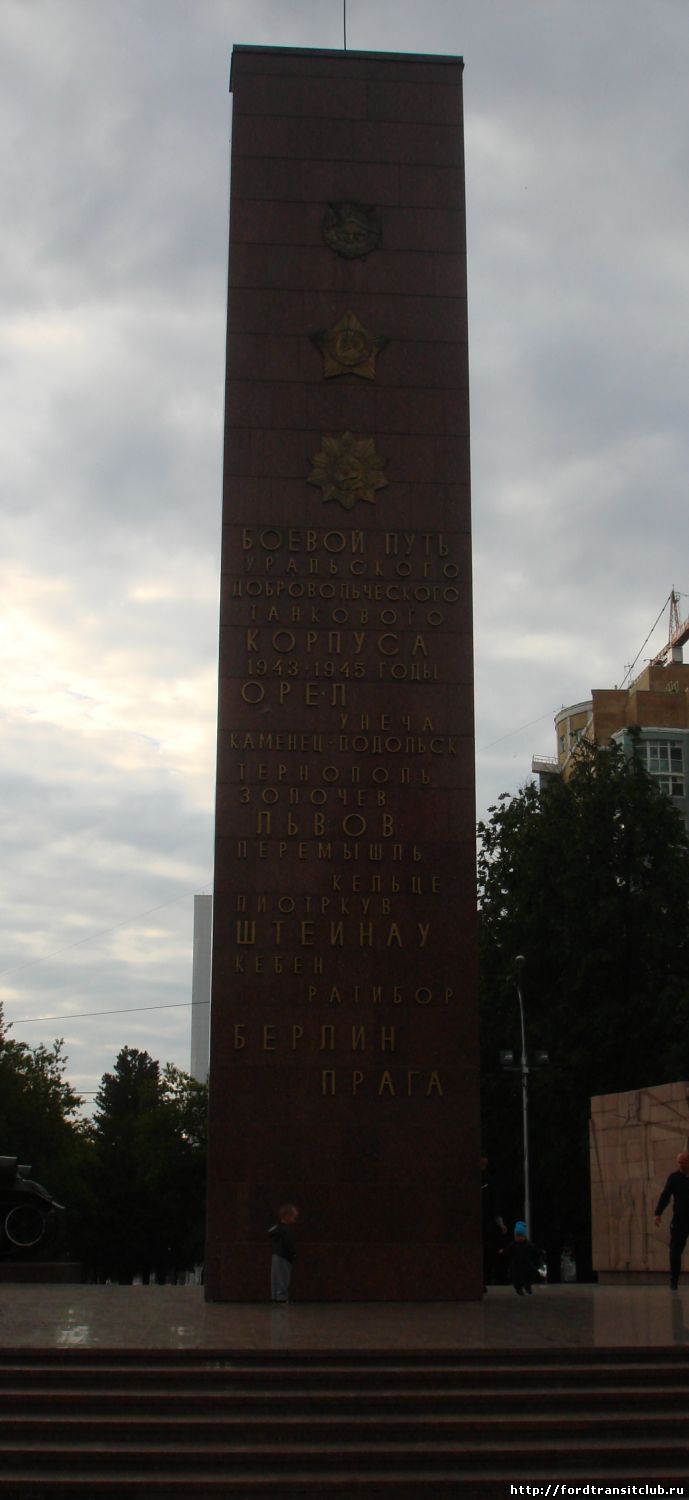 БОЕВОЙ ПУТЬ
УРАЛЬСКОГО
ДОБРОВОЛЬЧЕСКОГО
ТАНКОВОГО
КОРПУСА
1943-1945 ГОДЫ
ОРЕЛ
УНЕЧА
КАМЕНЕЦ-ПОДОЛЬСК
ТЕРНОПОЛЬ
ЗОЛОЧЕВ
ЛЬВОВ
ПЕРЕМЫШЛЬ
КЕЛЬЦЕ
ПИОТРКУВ
ШТЕЙНАУ
КЕБЕН
РАТИБОР
БЕРЛИН
ПРАГА
http://fordtransitclub.ru